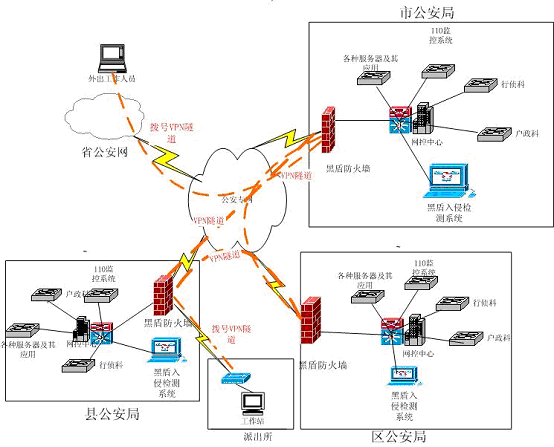 市公安局
110监
控系统
各种服务器及其
应用
行侦科
户政科
网控中心
黑盾防火墙
黑盾入侵检
测系统
外出工作人员
省公安网
拨号VPN隧
道
公安专网
VPN隧道
VPN隧道
VPN隧道
110监
控系统
户政科
各种服务器及其
应用
网控中心
行侦科
黑盾防火墙
黑盾入
侵检测系统
县公安局
拨号VPN隧
道
工作站
派出所
110监
控系统
各种服务器及其
应用
行侦科
户政科
网控中心
黑盾防火墙
黑盾入
侵检测
系统
区公安局